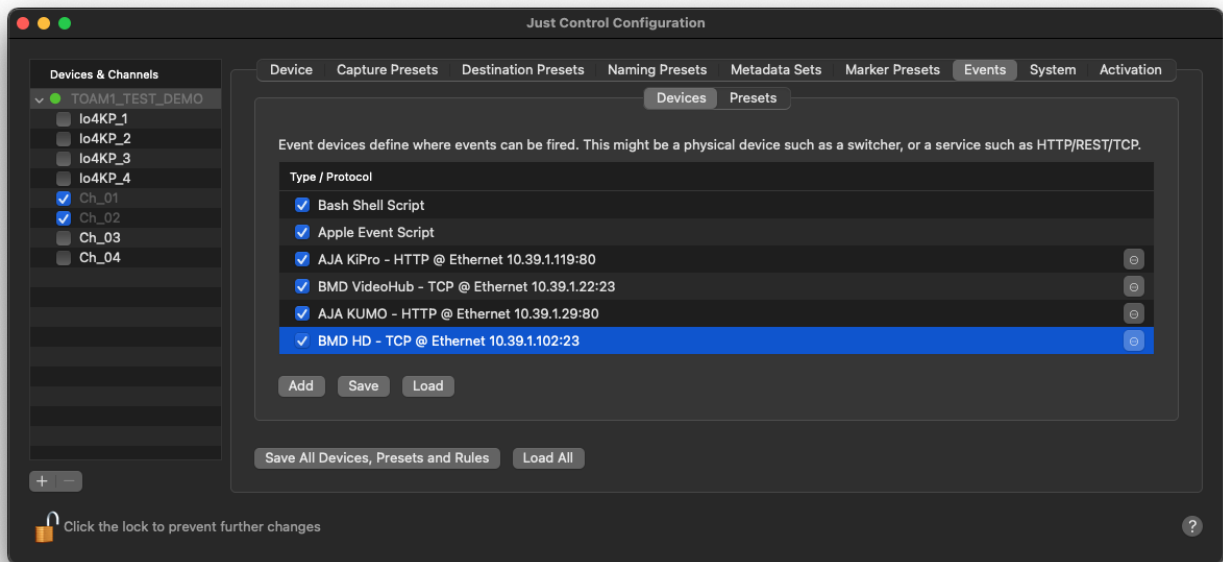 Just Control Configuration
Devices & Channels
TOAM1_TEST_DEMO
Io4KP_1
Io4KP_2
Io4KP_3
Io4KP_4
Ch_01
Ch_02
Ch_03
Ch_04
Device Capture Presets Destination Presets Naming Presets Metadata Sets Marker Presets Events System Activation
Devices Presets
Event devices define where events can be fired. This might be a physical device such as a switcher, or a service such as HTTP/REST/TCP.
Type / Protocol
Bash Shell Script
Apple Event Script
AJA KiPro - HTTP @ Ethernet 10.39.1.119:80
BMD VideoHub - TCP @ Ethernet 10.39.1.22:23
AJA KUMO - HTTP @ Ethernet 10.39.1.29:80
BMD HD - TCP @ Ethernet 10.39.1.102:23
Add Save Load
Save All Devices, Presets and Rules Load All
+ −
Click the lock to prevent further changes
?